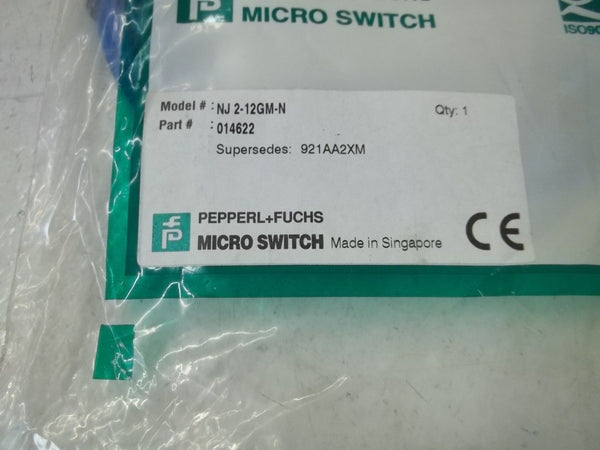 MICRO SWITCH
ISO90
Model # : NJ 2-12GM-N Qty: 1
Part # : 014622
Supersedes: 921AA2XM
PEPPERL+FUCHS
MICRO SWITCH Made in Singapore CE